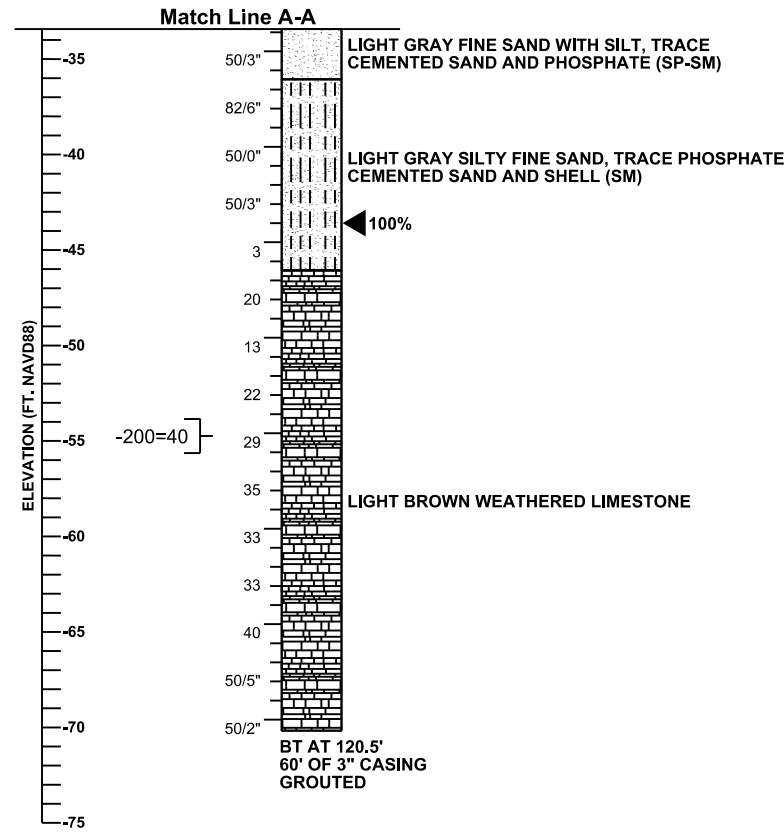 Match Line A-A
LIGHT GRAY FINE SAND WITH SILT, TRACE
CEMENTED SAND AND PHOSPHATE (SP-SM)
-35
50/3"
82/6"
-40
50/0"
LIGHT GRAY SILTY FINE SAND, TRACE PHOSPHATE
CEMENTED SAND AND SHELL (SM)
50/3"
100%
-45
3
20
-50
13
22
ELEVATION (FT. NAVD88)
-200=40
-55
29
35
LIGHT BROWN WEATHERED LIMESTONE
-60
33
33
-65
40
50/5"
-70
50/2"
BT AT 120.5'
60' OF 3" CASING
GROUTED
-75